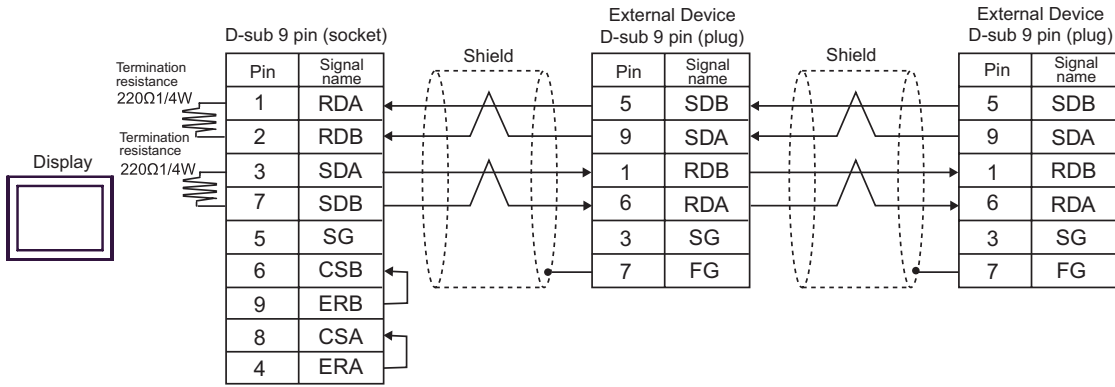 External Device
D-sub 9 pin (plug)
External Device
D-sub 9 pin (plug)
D-sub 9 pin (socket)
Shield
Shield
Termination
resistance
220Ω1/4W
Termination
resistance
220Ω1/4W
Display
Pin Signal name
1 RDA
2 RDB
3 SDA
7 SDB
5 SG
6 CSB
9 ERB
8 CSA
4 ERA
Pin Signal name
5 SDB
9 SDA
1 RDB
6 RDA
3 SG
7 FG
Pin Signal name
5 SDB
9 SDA
1 RDB
6 RDA
3 SG
7 FG